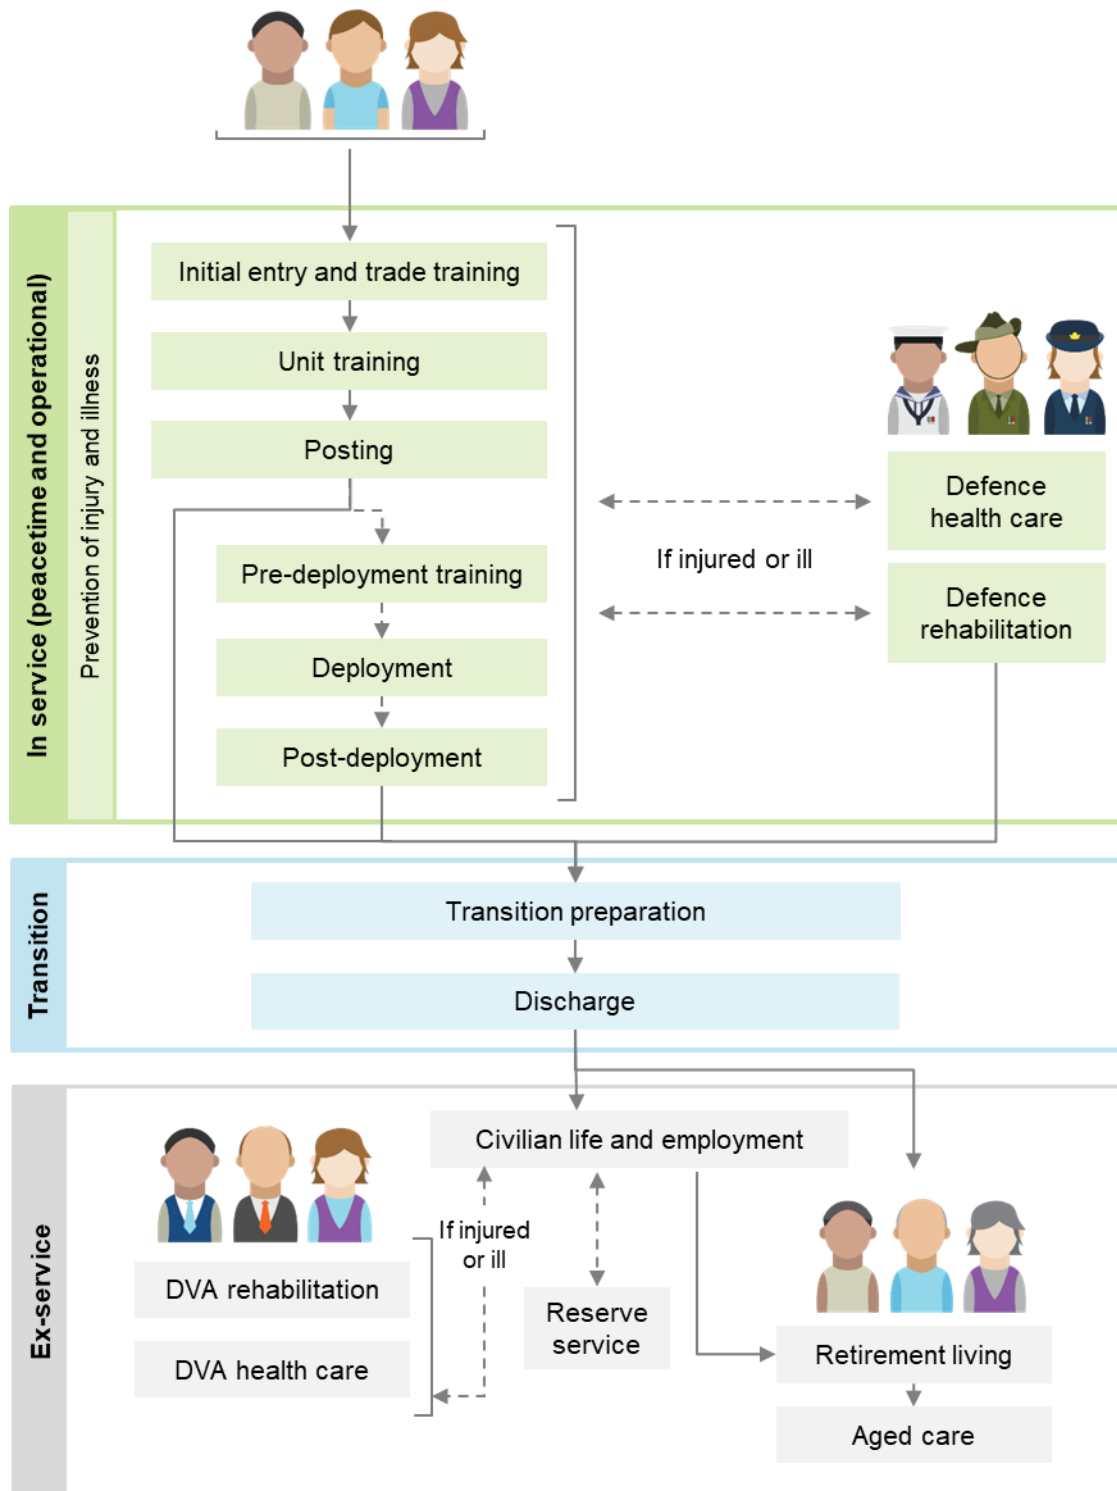 In service (peacetime and operational)
Prevention of injury and illness
Initial entry and trade training
Unit training
Posting
Pre-deployment training
Deployment
Post-deployment
If injured or ill
Defence
health care
Defence
rehabilitation
Transition
Transition preparation
Discharge
Ex-service
Civilian life and employment
If injured
or ill
DVA rehabilitation
DVA health care
Reserve
service
Retirement living
Aged care